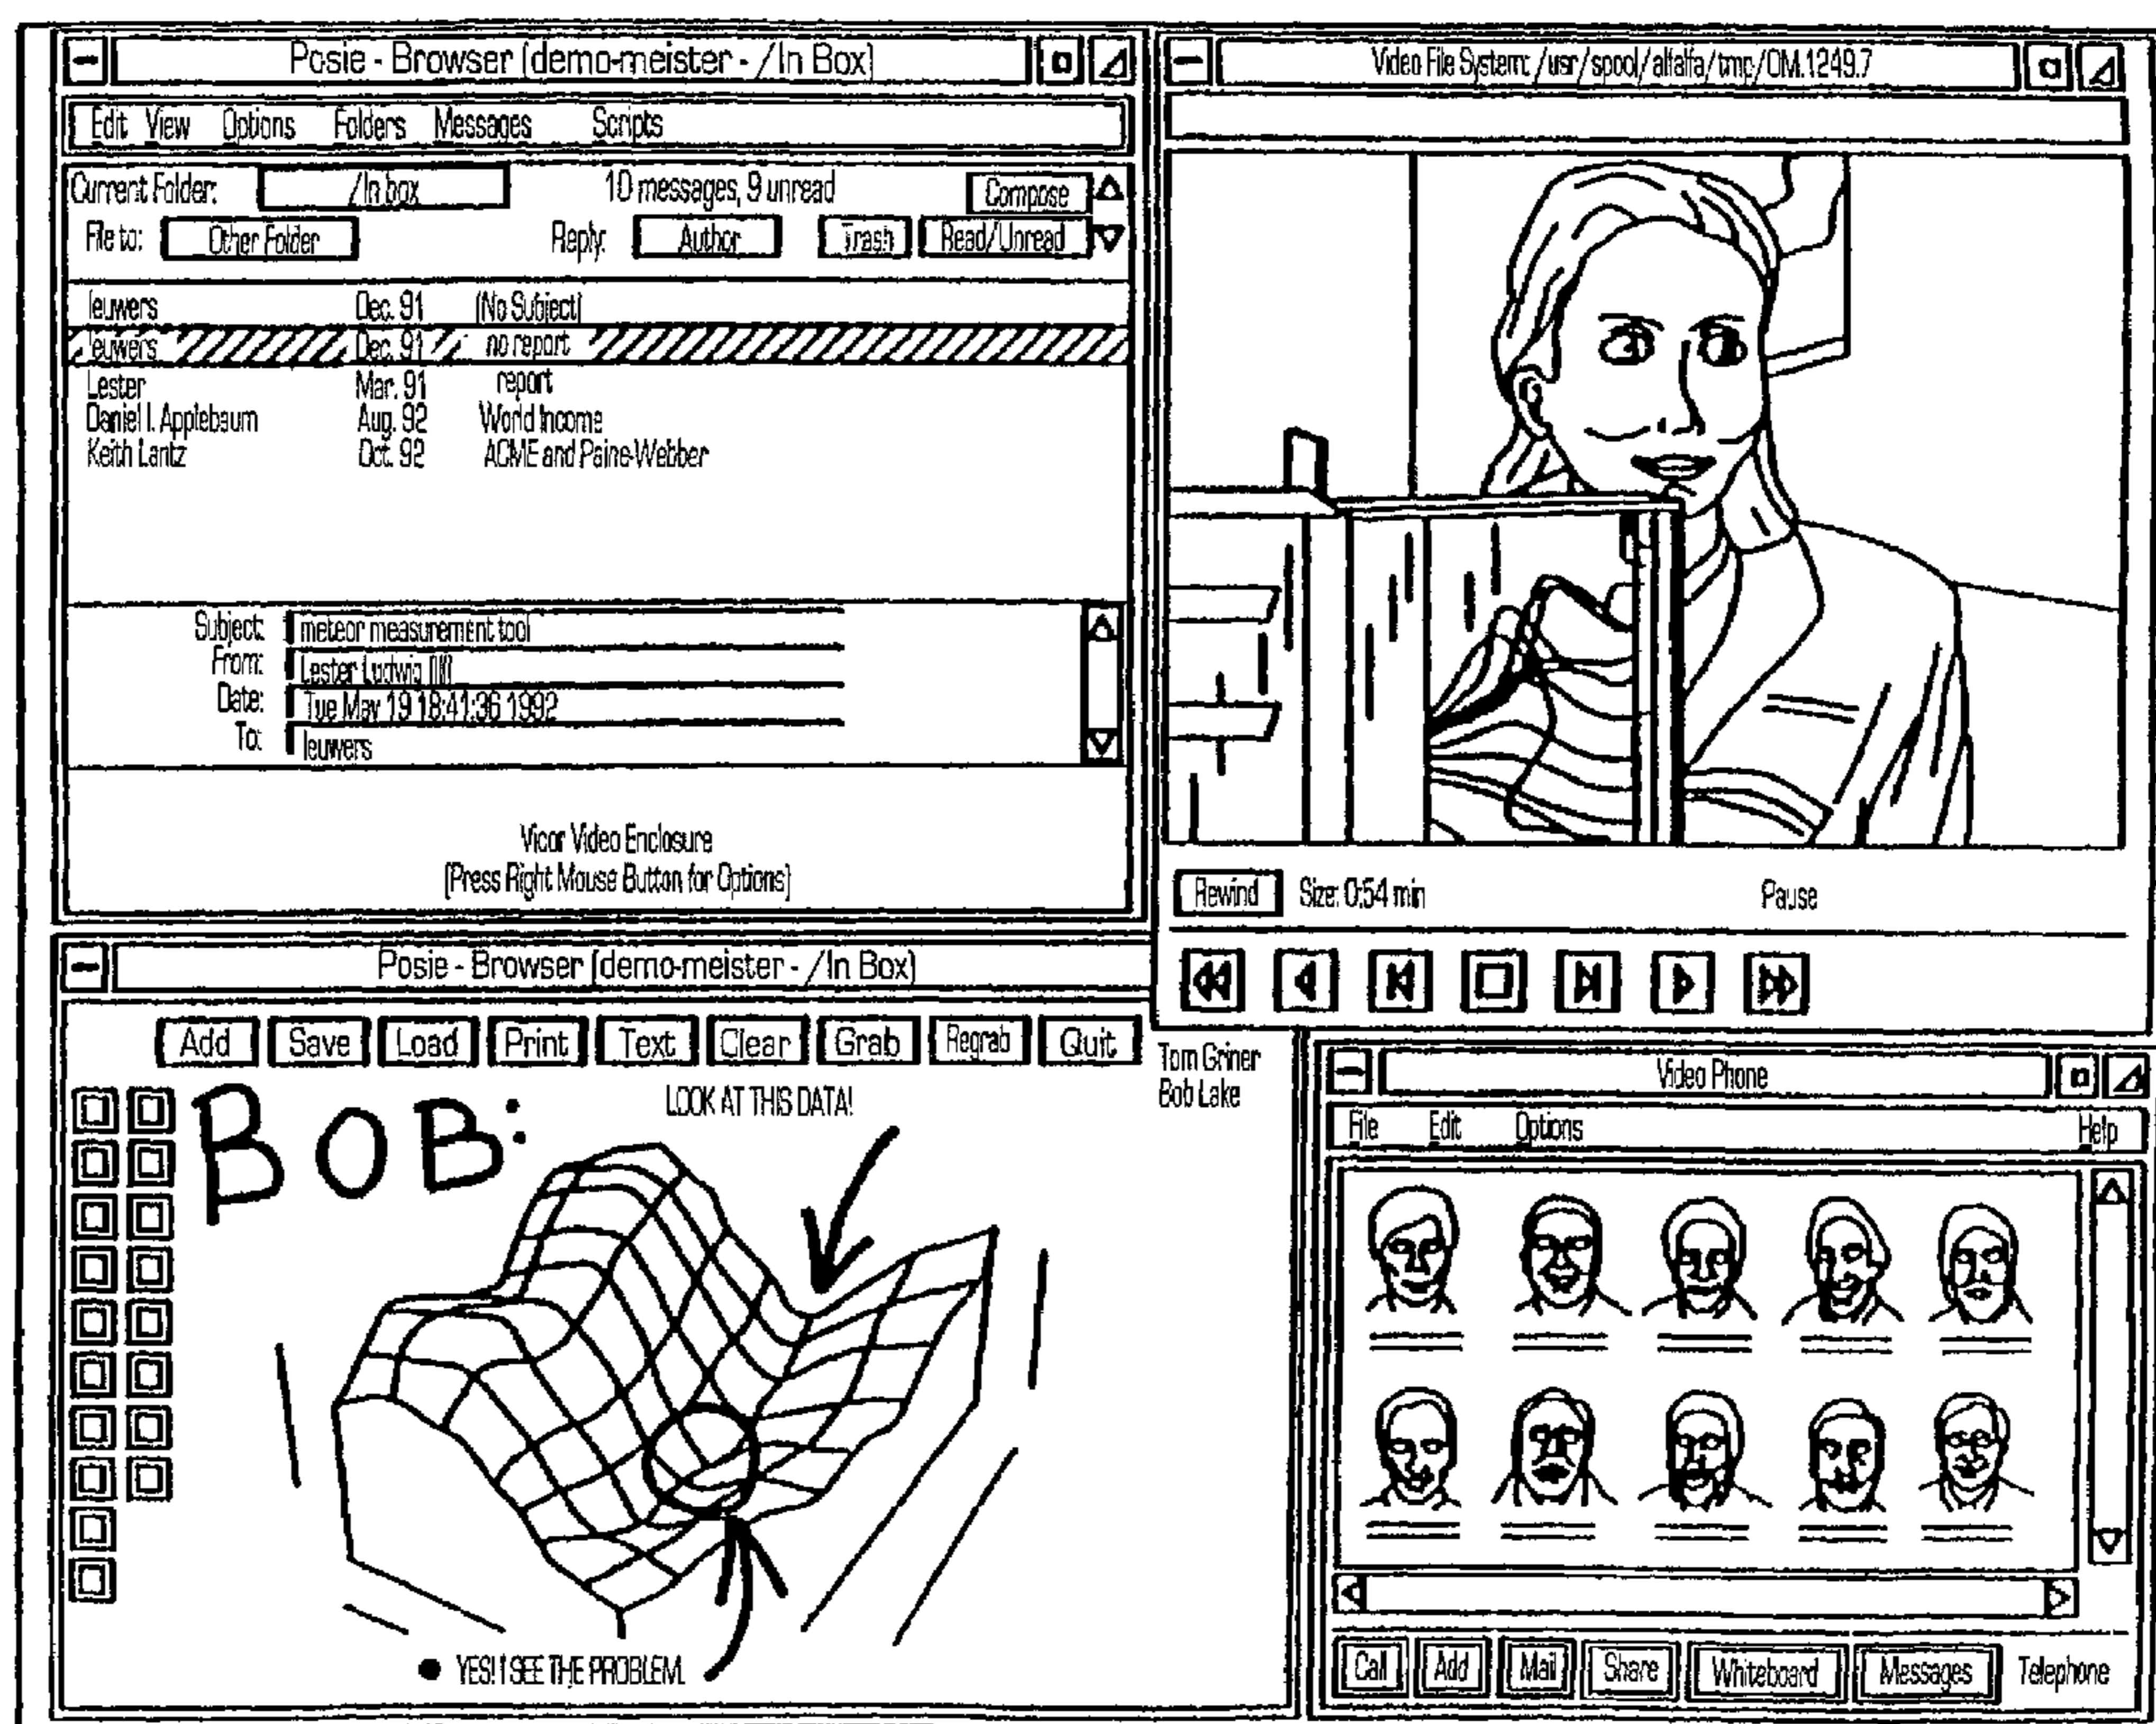 Posie - Browser (demo-meister - /In Box)
Edit View Options Folders Messages Scripts
Current Folder: /In box 10 messages, 9 unread Compose
File to: Other Folder Reply: Author Trash Read/Unread
leuwers Dec. 91 (No Subject)
leuwers Dec. 91 no report
Lester Mar. 91 report
Daniel I. Applebaum Aug. 92 World Income
Keith Lantz Oct. 92 ACME and Paine-Webber
Subject: meteor measurement tool
From: Lester Ludwig
Date: Tue May 19 18:41:36 1992
To: leuwers
Vicor Video Enclosure
(Press Right Mouse Button for Options)
Video File System: /usr/spool/alfalfa/tmp/OM.1249.7
Rewind Size: 0:54 min Pause
Posie - Browser (demo-meister - /In Box)
Add Save Load Print Text Clear Grab Regrab Quit
Tom Griner
Bob Lake
BOB:
LOOK AT THIS DATA!
YES! I SEE THE PROBLEM.
Video Phone
File Edit Options Help
Call Add Mail Share Whiteboard Messages Telephone